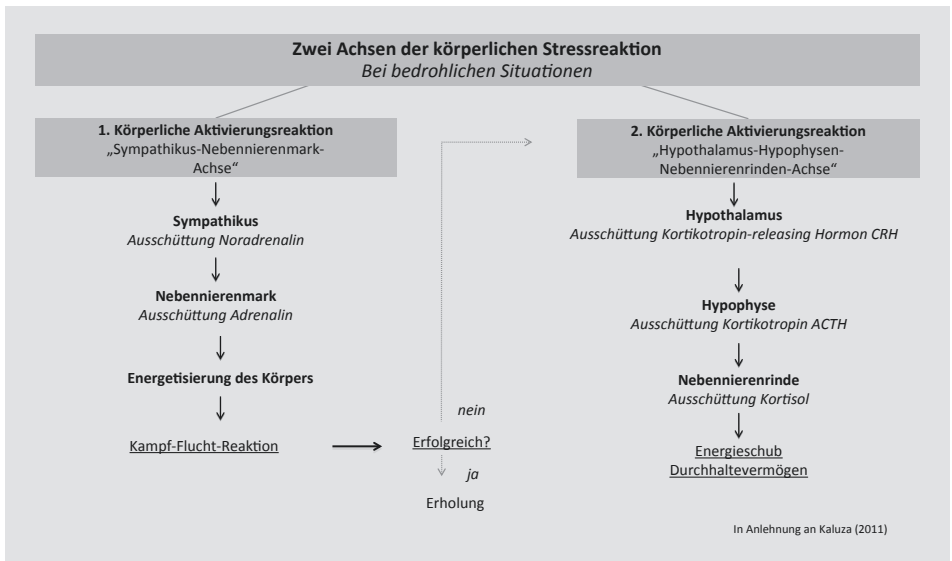 Zwei Achsen der körperlichen Stressreaktion
Bei bedrohlichen Situationen
1. Körperliche Aktivierungsreaktion
„Sympathikus-Nebennierenmark-
Achse“
Sympathikus
Ausschüttung Noradrenalin
Nebennierenmark
Ausschüttung Adrenalin
Energetisierung des Körpers
Kampf-Flucht-Reaktion
nein
Erfolgreich?
ja
Erholung
2. Körperliche Aktivierungsreaktion
„Hypothalamus-Hypophysen-
Nebennierenrinden-Achse“
Hypothalamus
Ausschüttung Kortikotropin-releasing Hormon CRH
Hypophyse
Ausschüttung Kortikotropin ACTH
Nebennierenrinde
Ausschüttung Kortisol
Energieschub
Durchhaltevermögen
In Anlehnung an Kaluza (2011)